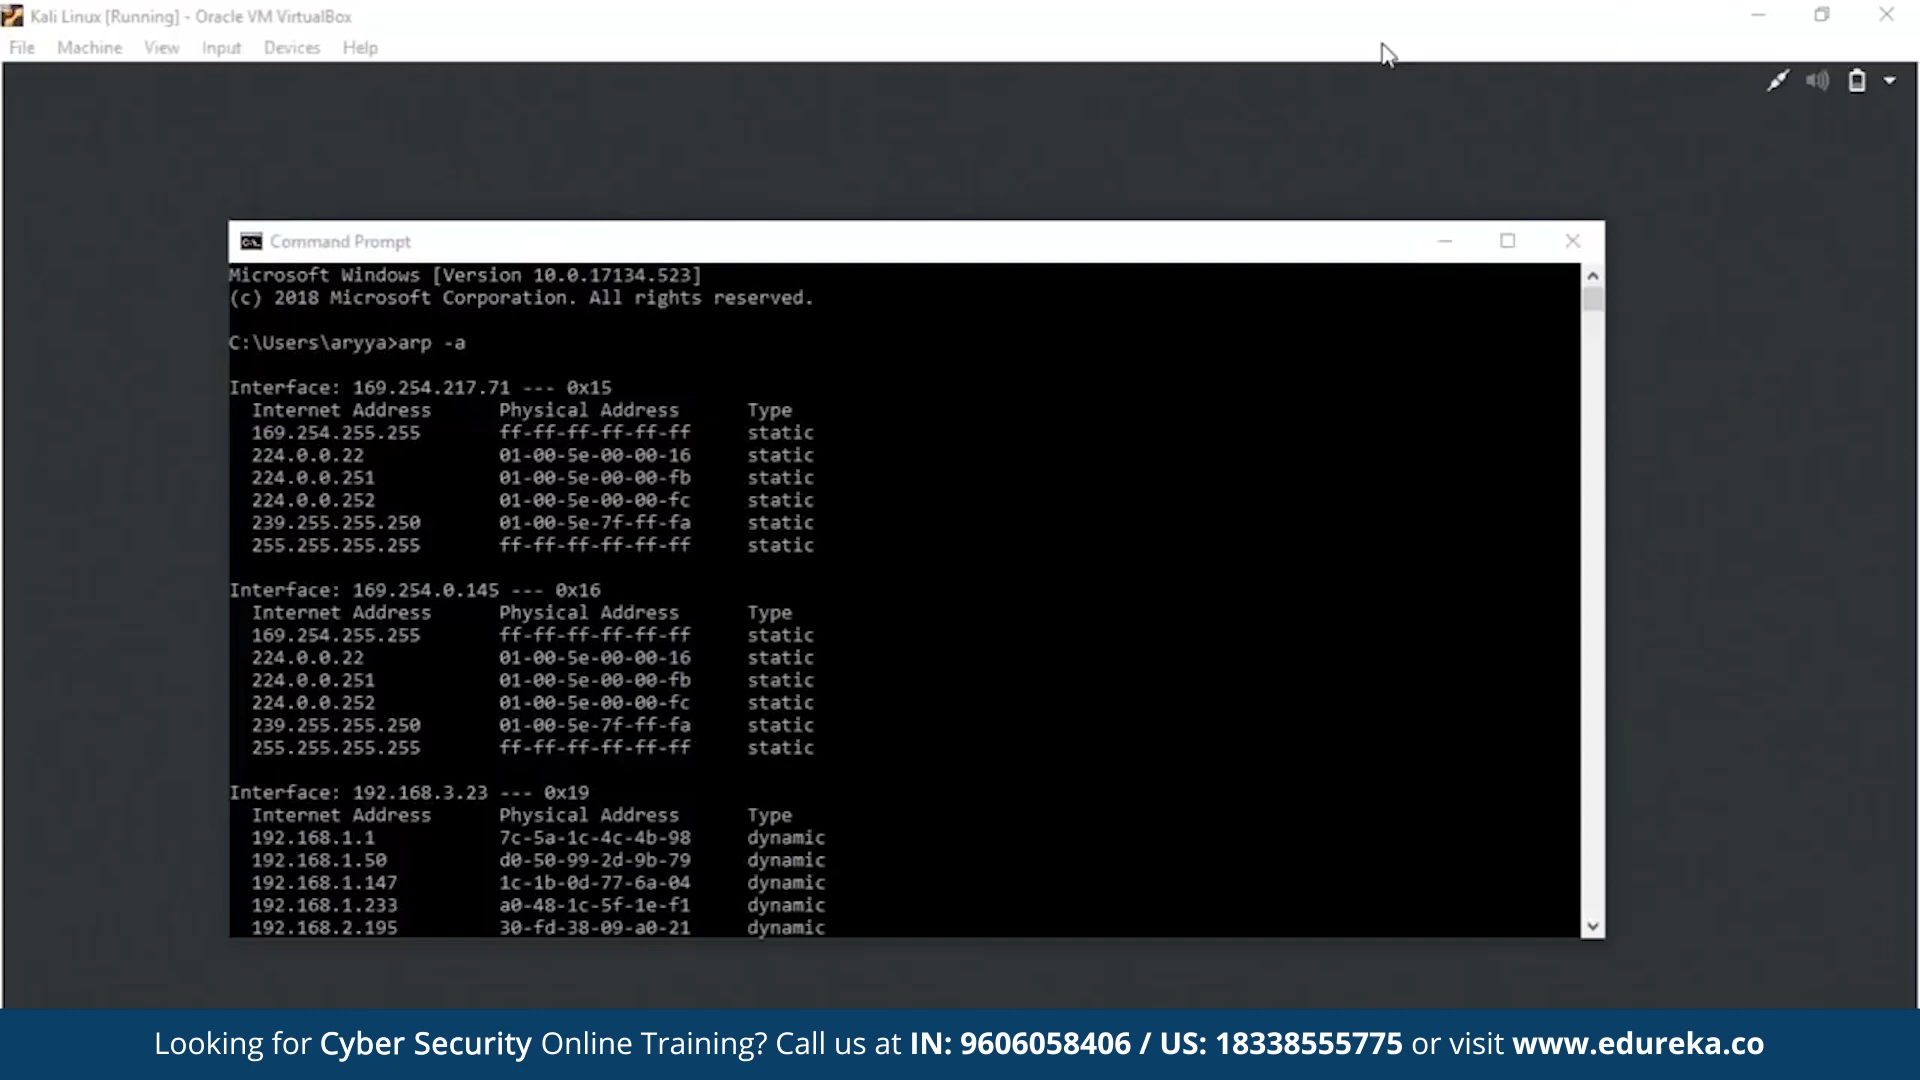 Kali Linux [Running] - Oracle VM VirtualBox
File Machine View Input Devices Help
Command Prompt
Microsoft Windows [Version 10.0.17134.523]
(c) 2018 Microsoft Corporation. All rights reserved.
C:\Users\aryya>arp -a
Interface: 169.254.217.71 --- 0x15
Internet Address Physical Address Type
169.254.255.255 ff-ff-ff-ff-ff-ff static
224.0.0.22 01-00-5e-00-00-16 static
224.0.0.251 01-00-5e-00-00-fb static
224.0.0.252 01-00-5e-00-00-fc static
239.255.255.250 01-00-5e-7f-ff-fa static
255.255.255.255 ff-ff-ff-ff-ff-ff static
Interface: 169.254.0.145 --- 0x16
Internet Address Physical Address Type
169.254.255.255 ff-ff-ff-ff-ff-ff static
224.0.0.22 01-00-5e-00-00-16 static
224.0.0.251 01-00-5e-00-00-fb static
224.0.0.252 01-00-5e-00-00-fc static
239.255.255.250 01-00-5e-7f-ff-fa static
255.255.255.255 ff-ff-ff-ff-ff-ff static
Interface: 192.168.3.23 --- 0x19
Internet Address Physical Address Type
192.168.1.1 7c-5a-1c-4c-4b-98 dynamic
192.168.1.50 d0-50-99-2d-9b-79 dynamic
192.168.1.147 1c-1b-0d-77-6a-04 dynamic
192.168.1.233 a0-48-1c-5f-1e-f1 dynamic
192.168.2.195 30-fd-38-09-a0-21 dynamic
Looking for Cyber Security Online Training? Call us at IN: 9606058406 / US: 18338555775 or visit www.edureka.co